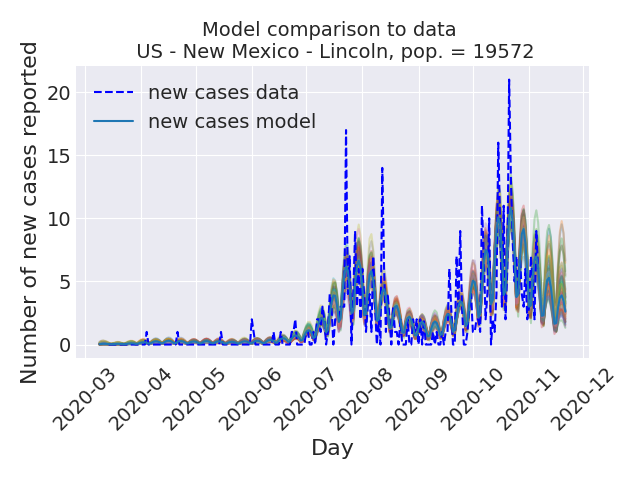 Model comparison to data
US - New Mexico - Lincoln, pop. = 19572
Number of new cases reported
20
15
10
5
0
new cases data
new cases model
2020-03
2020-04
2020-05
2020-06
2020-07
2020-08
2020-09
2020-10
2020-11
2020-12
Day